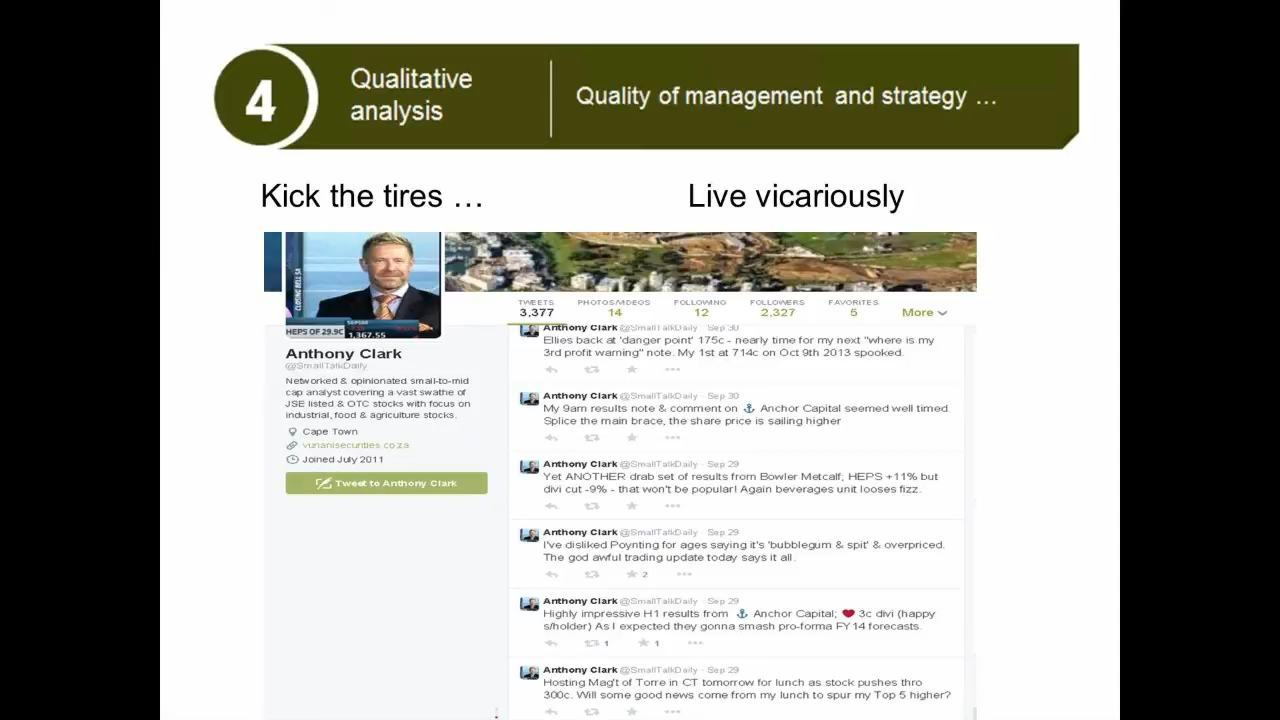 4
Qualitative
analysis
Quality of management and strategy ...
Kick the tires ...
Live vicariously
CLOSING BELL SA
HEPS OF 29.9C
1,367.55
TWEETS
3,377
PHOTOS/VIDEOS
14
FOLLOWING
12
FOLLOWERS
2,327
FAVORITES
5
More
Anthony Clark
@SmallTalkDaily
Networked & opinionated small-to-mid
cap analyst covering a vast swathe of
JSE listed & OTC stocks with focus on
industrial, food & agriculture stocks.
Cape Town
vunanisecurities.co.za
Joined July 2011
Tweet to Anthony Clark
Anthony Clark @SmallTalkDaily · Sep 30
Ellies back at 'danger point' 175c - nearly time for my next "where is my
3rd profit warning" note. My 1st at 714c on Oct 9th 2013 spooked.
Anthony Clark @SmallTalkDaily · Sep 30
My 9am results note & comment on ⚓ Anchor Capital seemed well timed.
Splice the main brace, the share price is sailing higher
Anthony Clark @SmallTalkDaily · Sep 29
Yet ANOTHER drab set of results from Bowler Metcalf; HEPS +11% but
divi cut -9% - that won't be popular! Again beverages unit looses fizz.
Anthony Clark @SmallTalkDaily · Sep 29
I've disliked Poynting for ages saying it's 'bubblegum & spit' & overpriced.
The god awful trading update today says it all.
2
Anthony Clark @SmallTalkDaily · Sep 29
Highly impressive H1 results from ⚓ Anchor Capital; ❤ 3c divi (happy
s/holder) As I expected they gonna smash pro-forma FY14 forecasts.
1 1
Anthony Clark @SmallTalkDaily · Sep 29
Hosting Mag't of Torre in CT tomorrow for lunch as stock pushes thro
300c. Will some good news come from my lunch to spur my Top 5 higher?